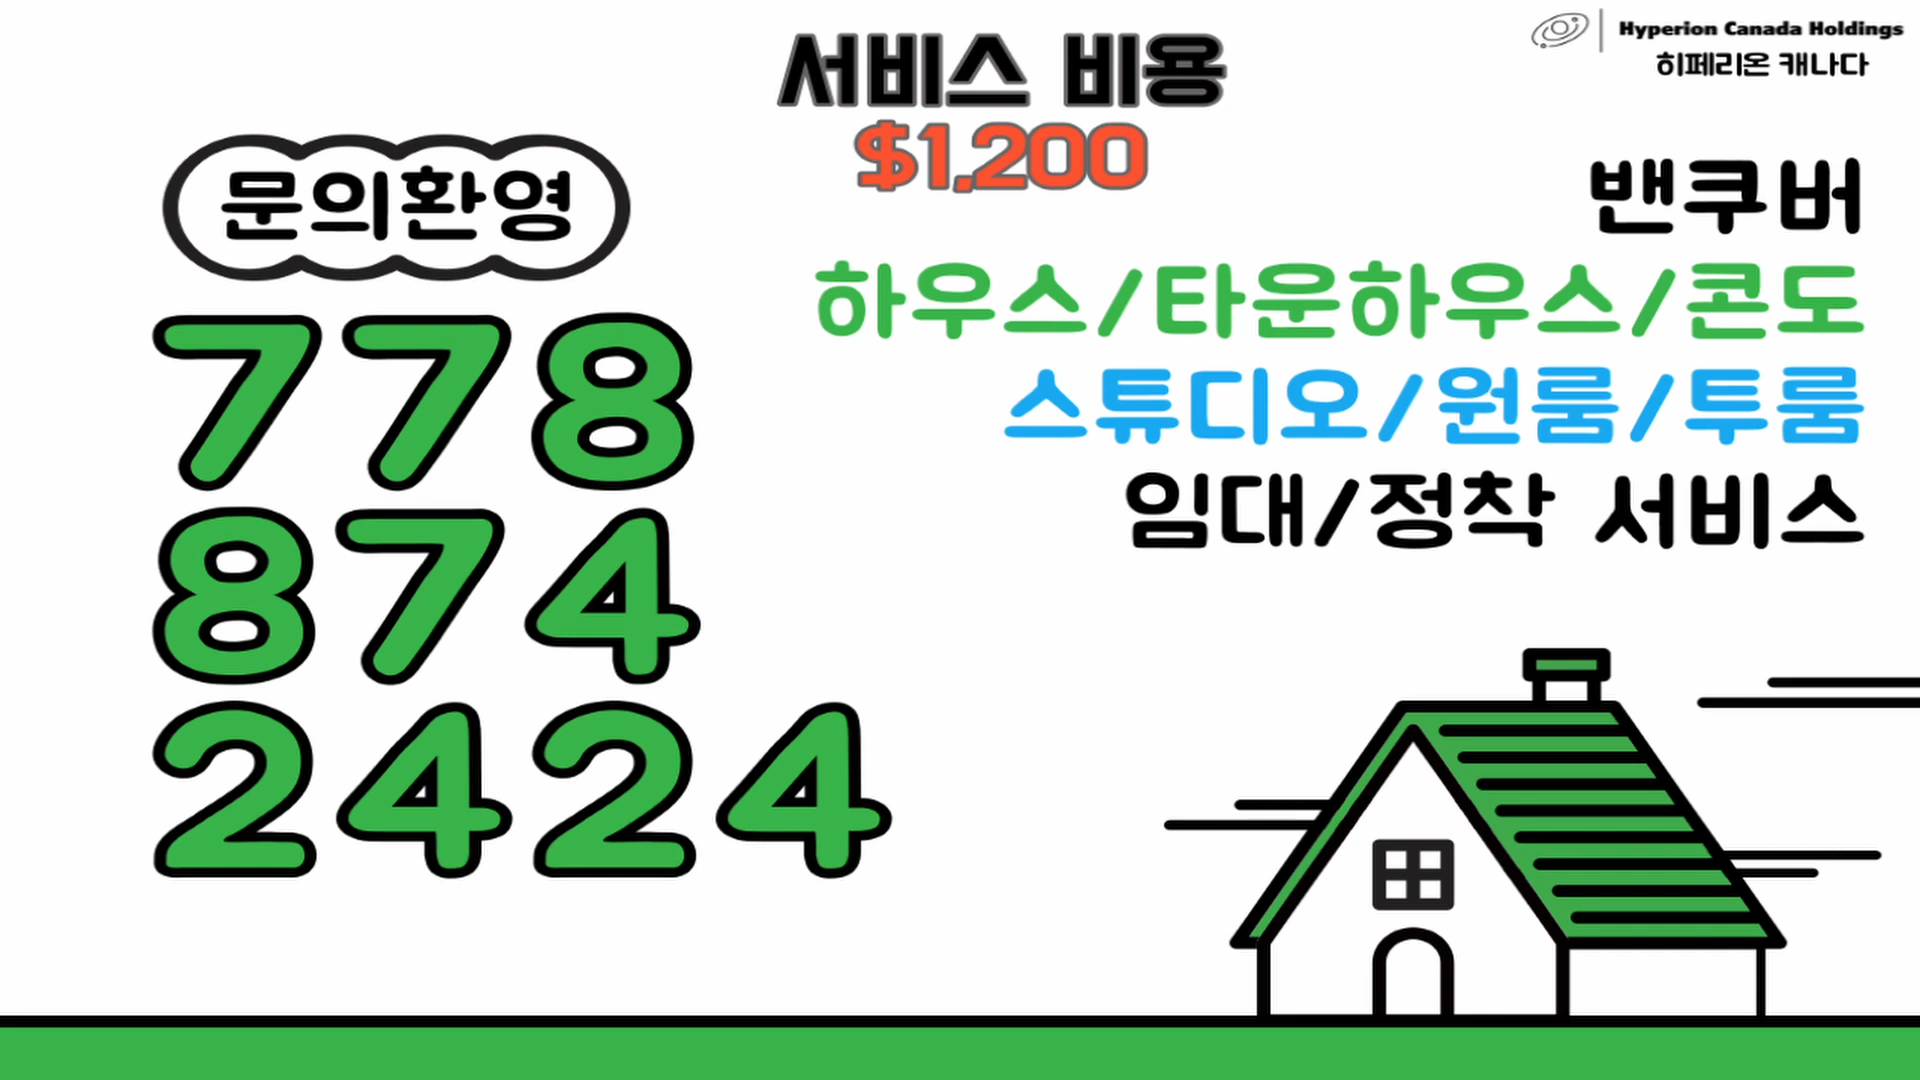 Hyperion Canada Holdings
히페리온 캐나다
서비스 비용
$1,200
문의환영
778
874
2424
밴쿠버
하우스/타운하우스/콘도
스튜디오/원룸/투룸
임대/정착 서비스